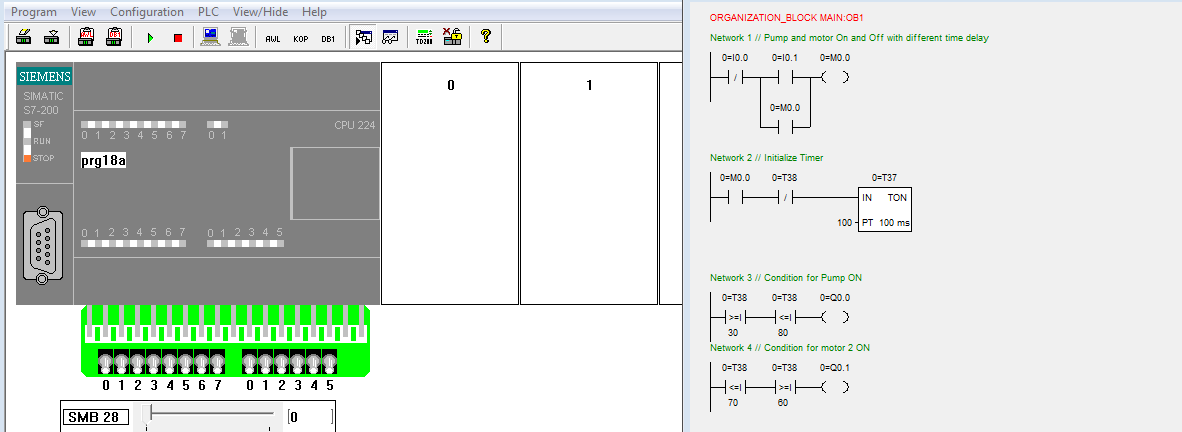 Program View Configuration PLC View/Hide Help
AWL KOP DB1 TD200 ?
SIEMENS
SIMATIC
S7-200
SF
RUN
STOP
0 1 2 3 4 5 6 7 0 1
CPU 224
prg18a
0 1 2 3 4 5 6 7 0 1 2 3 4 5
0 1 2 3 4 5 6 7 0 1 2 3 4 5
SMB 28 [0 ]
0 1
ORGANIZATION_BLOCK MAIN:OB1
Network 1 // Pump and motor On and Off with different time delay
0=I0.0 0=I0.1 0=M0.0
/
0=M0.0
Network 2 // Initialize Timer
0=M0.0 0=T38 0=T37
/ IN TON
100 PT 100 ms
Network 3 // Condition for Pump ON
0=T38 0=T38 0=Q0.0
>=I <=I
30 80
Network 4 // Condition for motor 2 ON
0=T38 0=T38 0=Q0.1
<=I >=I
70 60